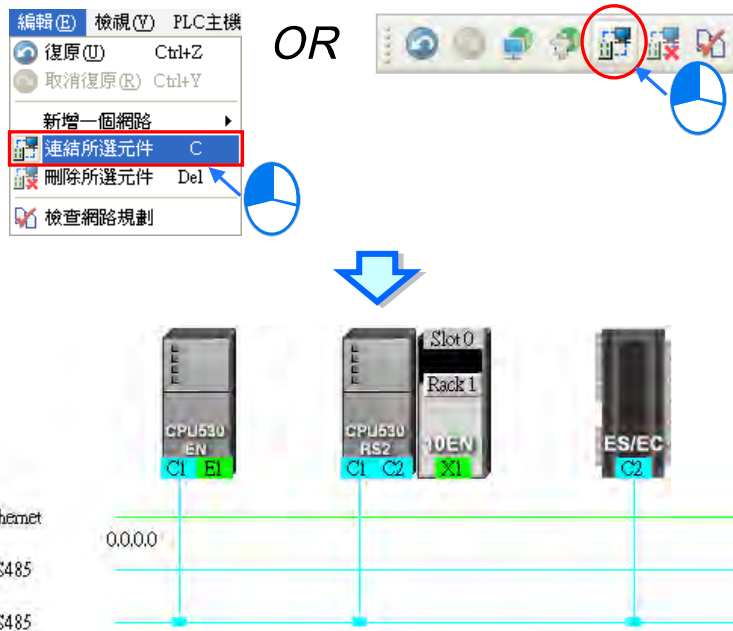 編輯(E) 檢視(V) PLC主機
OR
復原(U) Ctrl+Z
取消復原(R) Ctrl+Y
新增一個網路
連結所選元件 C
刪除所選元件 Del
檢查網路規劃
Slot 0
Rack 1
CPU530 EN
C1 E1
CPU530 RS2
C1 C2
10EN
X1
ES/EC
C2
hernet
0.0.0.0
S485
S485